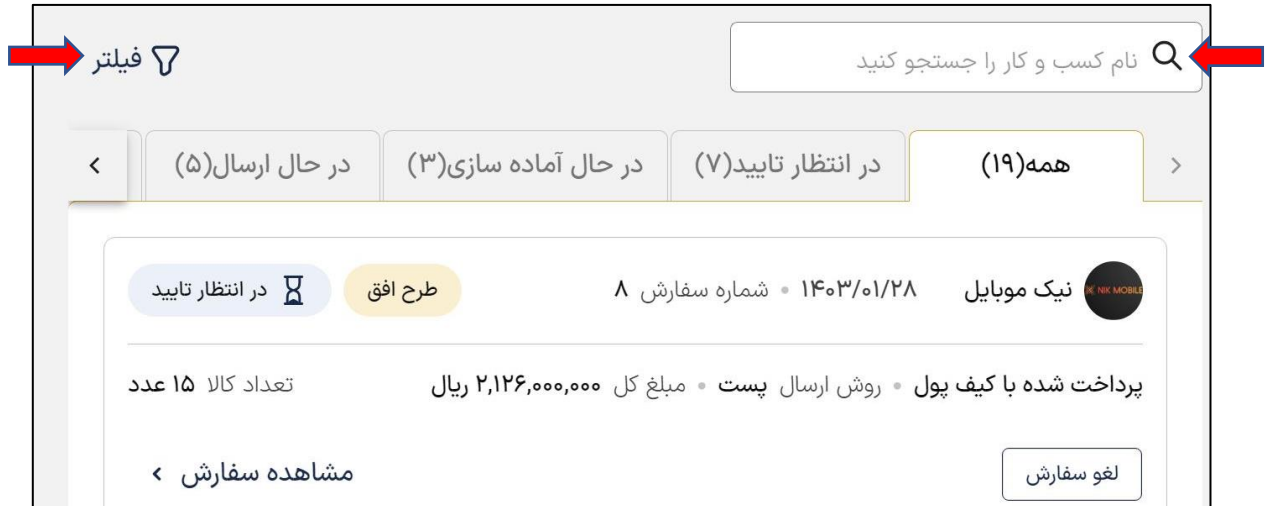 نام کسب و کار را جستجو کنید
فیلتر
همه(۱۹)
در انتظار تایید(۷)
در حال آماده سازی(۳)
در حال ارسال(۵)
NIK MOBILE
نیک موبایل ۱۴۰۳/۰۱/۲۸ • شماره سفارش ۸
طرح افق
در انتظار تایید
پرداخت شده با کیف پول • روش ارسال پست • مبلغ کل ۲,۱۲۶,۰۰۰,۰۰۰ ریال
تعداد کالا ۱۵ عدد
لغو سفارش
مشاهده سفارش